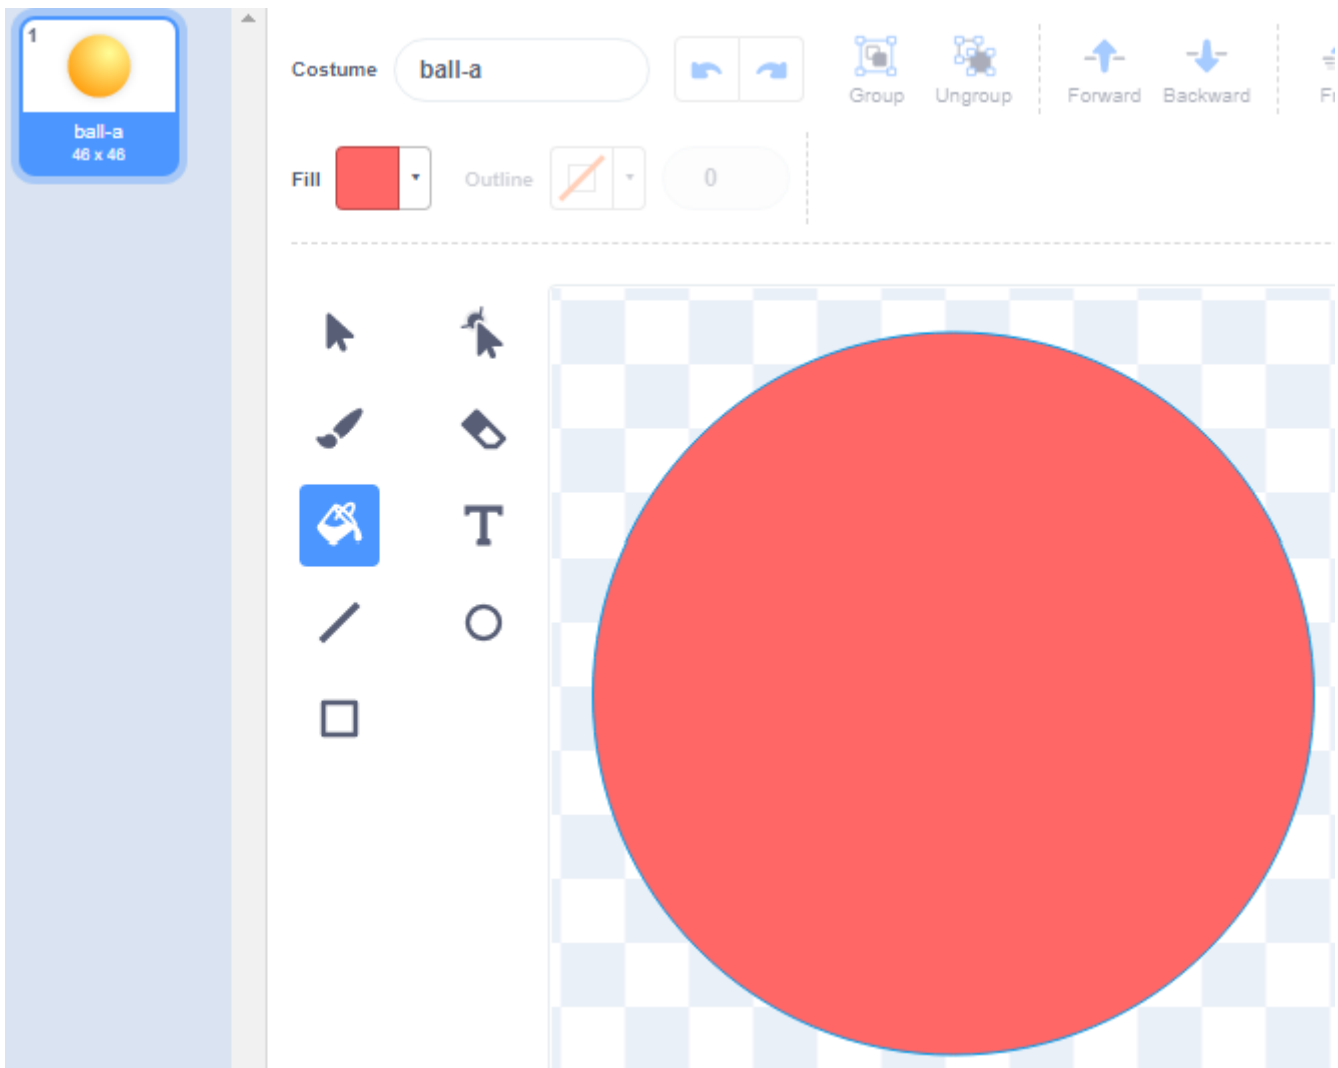 1
ball-a
46 x 46
Costume
ball-a
Group
Ungroup
Forward
Backward
Fill
Outline
0
T